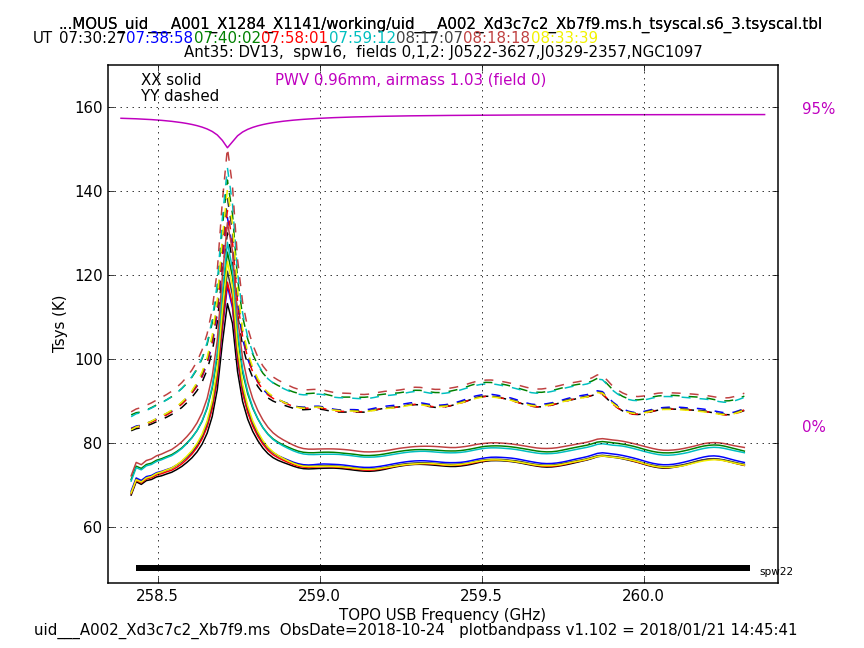 ...MOUS_uid___A001_X1284_X1141/working/uid___A002_Xd3c7c2_Xb7f9.ms.h_tsyscal.s6_3.tsyscal.tbl
UT 07:30:27 07:38:58 07:40:02 07:58:01 07:59:12 08:17:07 08:18:18 08:33:39
Ant35: DV13,  spw16,  fields 0,1,2: J0522-3627,J0329-2357,NGC1097
XX solid
PWV 0.96mm, airmass 1.03 (field 0)
YY dashed
160
95%
140
120
Tsys (K)
100
0%
80
60
spw22
258.5 259.0 259.5 260.0
TOPO USB Frequency (GHz)
uid___A002_Xd3c7c2_Xb7f9.ms  ObsDate=2018-10-24   plotbandpass v1.102 = 2018/01/21 14:45:41